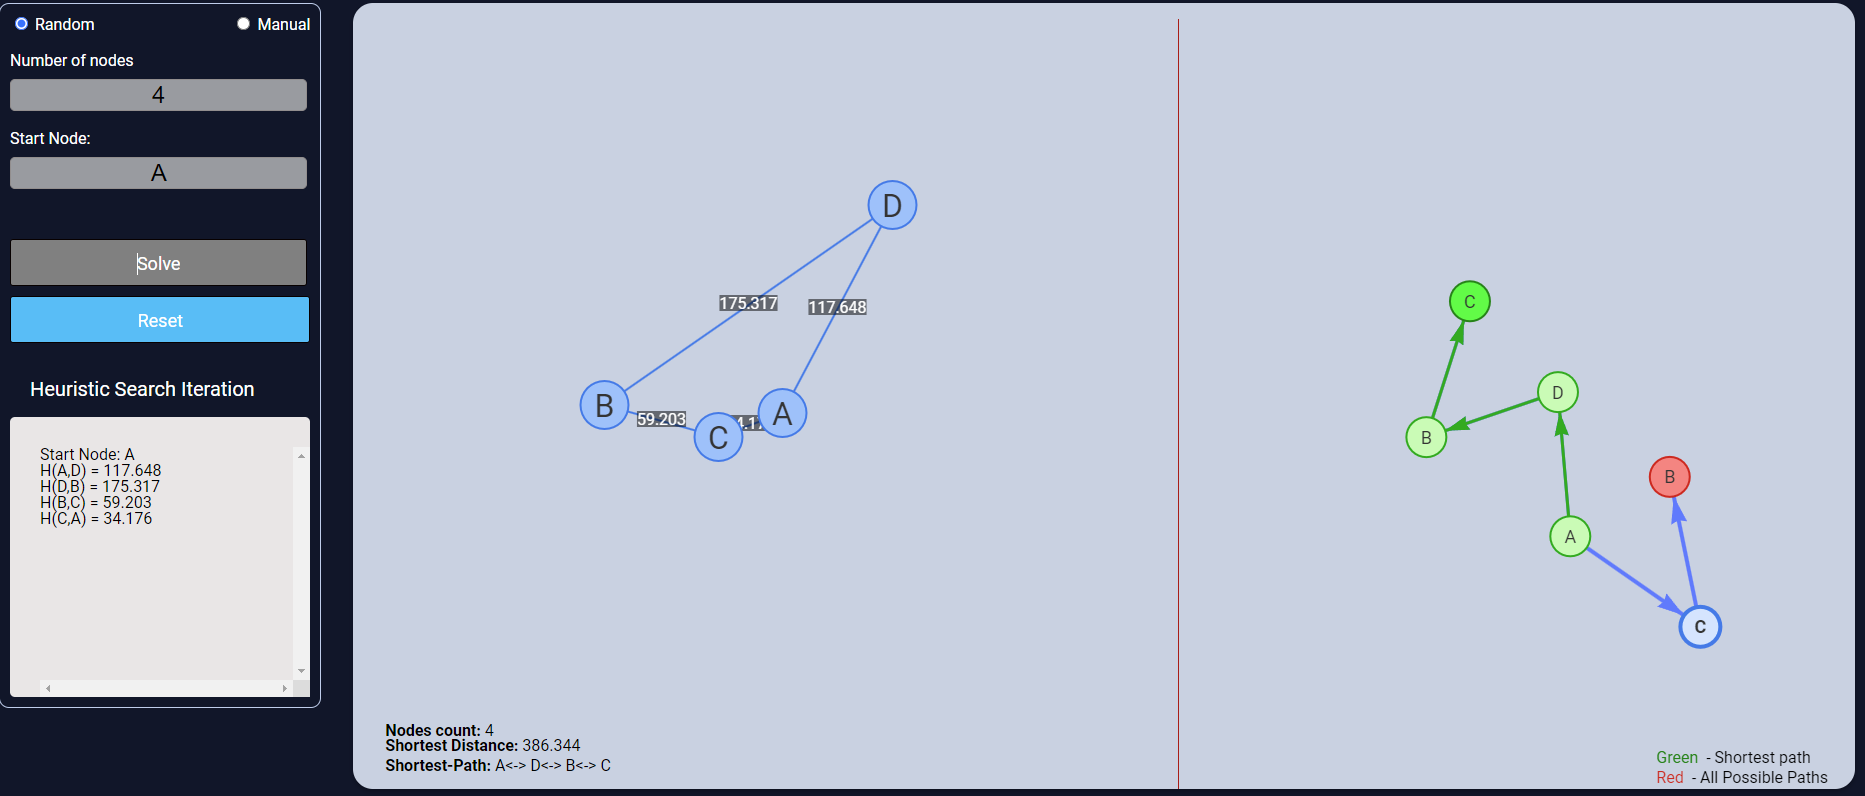 Random
Manual
Number of nodes
4
Start Node:
A
Solve
Reset
Heuristic Search Iteration
Start Node: A
H(A,D) = 117.648
H(D,B) = 175.317
H(B,C) = 59.203
H(C,A) = 34.176
D
175.317
117.648
B
59.203
C
A
Nodes count: 4
Shortest Distance: 386.344
Shortest-Path: A<-> D<-> B<-> C
C
D
B
B
A
C
Green - Shortest path
Red - All Possible Paths